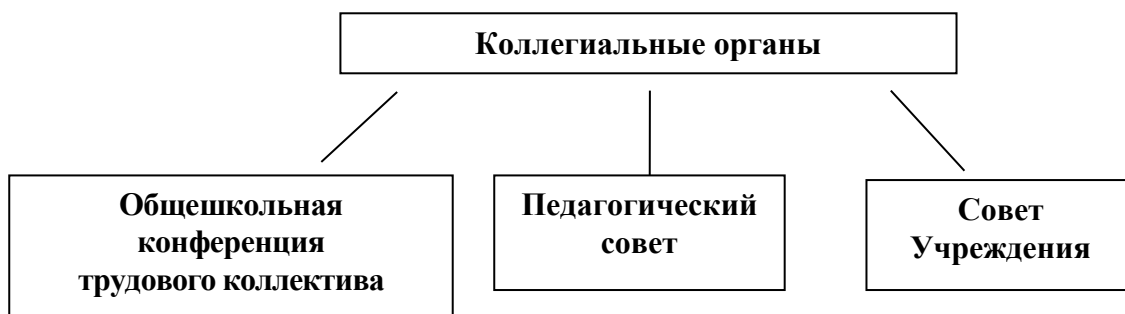 Коллегиальные органы
Общешкольная
конференция
трудового коллектива
Педагогический
совет
Совет
Учреждения